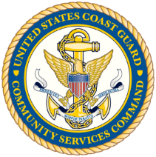 UNITED STATES COAST GUARD
COMMUNITY SERVICES COMMAND